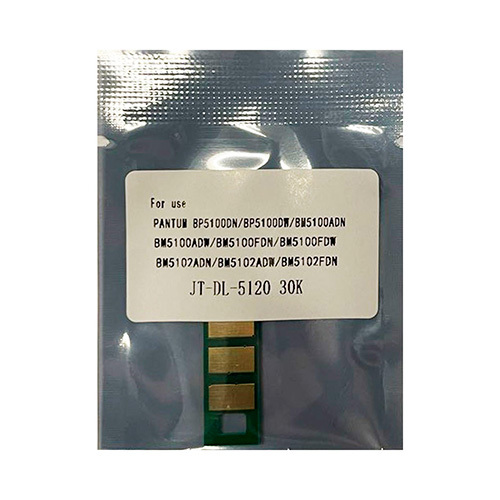 For use
PANTUM BP5100DN/BP5100DW/BM5100ADN
BM5100ADW/BM5100FDN/BM5100FDW
BM5102ADN/BM5102ADW/BM5102FDN
JT-DL-5120 30K